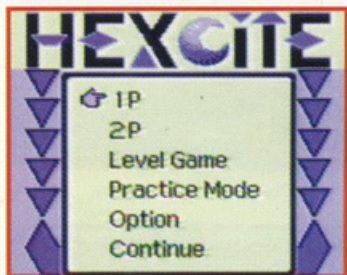 HEXCITE
1P
2P
Level Game
Practice Mode
Option
Continue